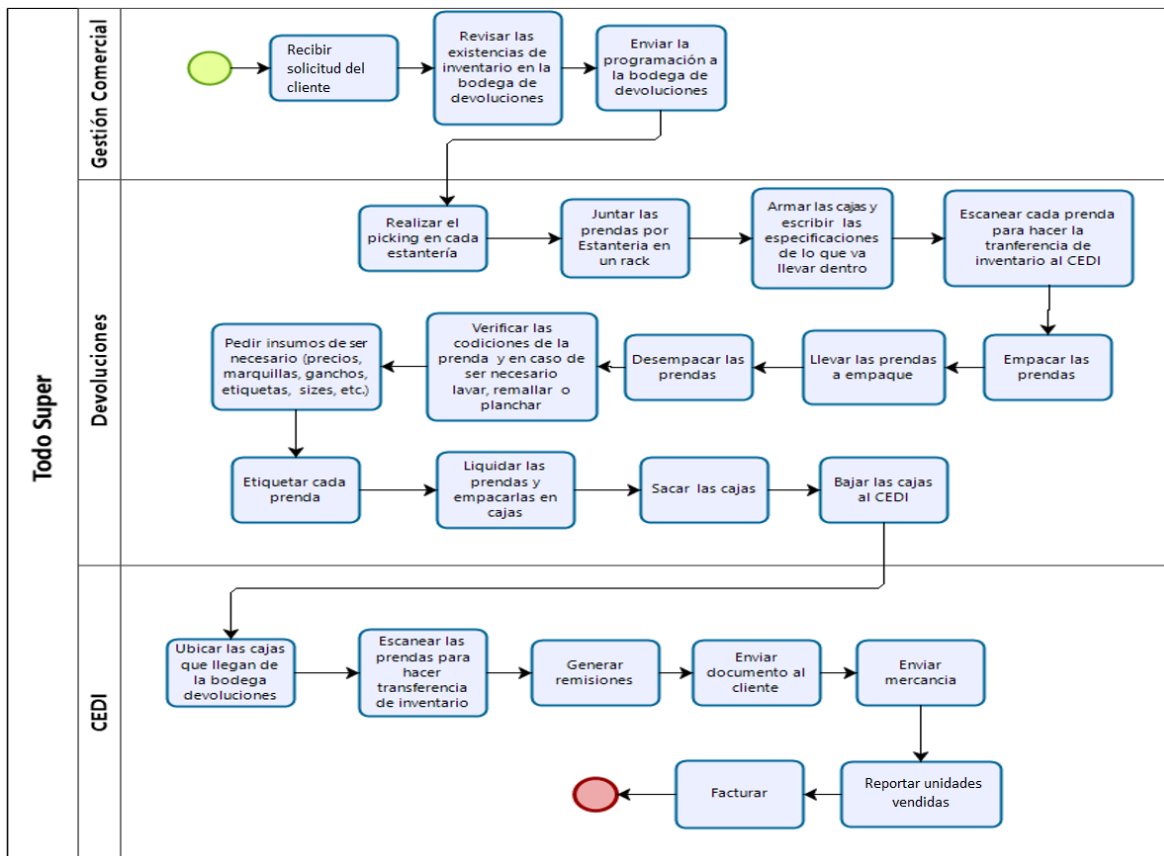 Todo Super
Gestión Comercial
Recibir
solicitud del
cliente
Revisar las
existencias de
inventario en la
bodega de
devoluciones
Enviar la
programación a
la bodega de
devoluciones
Devoluciones
Realizar el
picking en cada
estantería
Juntar las
prendas por
Estanteria en
un rack
Armar las cajas y
escribir las
especificaciones
de lo que va
llevar dentro
Escanear cada prenda
para hacer la
tranferencia de
inventario al CEDI
Empacar las
prendas
Llevar las prendas
a empaque
Desempacar las
prendas
Verificar las
codiciones de la
prenda y en caso de
ser necesario
lavar, remallar o
planchar
Pedir insumos de ser
necesario (precios,
marquillas, ganchos,
etiquetas, sizes, etc.)
Etiquetar cada
prenda
Liquidar las
prendas y
empacarlas en
cajas
Sacar las cajas
Bajar las cajas
al CEDI
CEDI
Ubicar las cajas
que llegan de
la bodega
devoluciones
Escanear las
prendas para
hacer
transferencia
de inventario
Generar
remisiones
Enviar
documento al
cliente
Enviar
mercancia
Reportar unidades
vendidas
Facturar